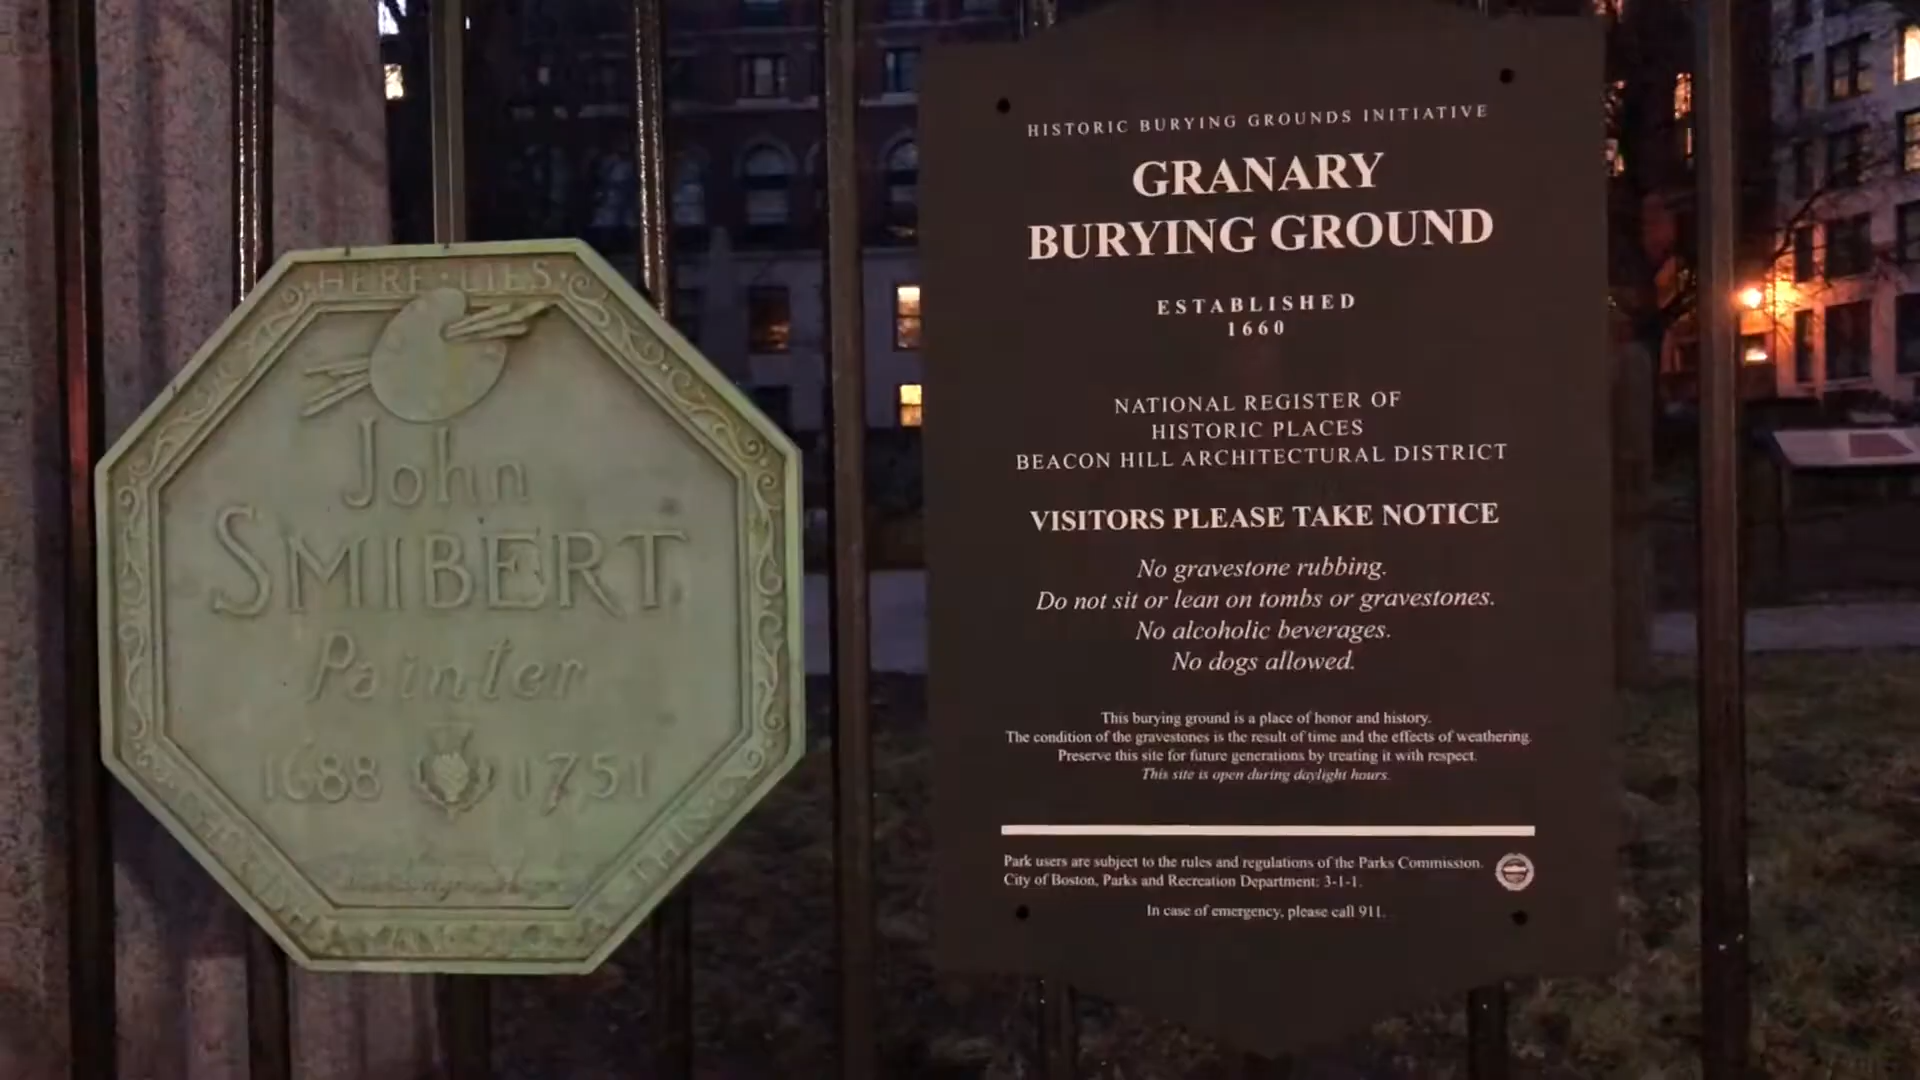 HERE · LIES
John
SMIBERT
Painter
1688 1751
THIS
HISTORIC BURYING GROUNDS INITIATIVE
GRANARY
BURYING GROUND
ESTABLISHED
1660
NATIONAL REGISTER OF
HISTORIC PLACES
BEACON HILL ARCHITECTURAL DISTRICT
VISITORS PLEASE TAKE NOTICE
No gravestone rubbing.
Do not sit or lean on tombs or gravestones.
No alcoholic beverages.
No dogs allowed.
This burying ground is a place of honor and history.
The condition of the gravestones is the result of time and the effects of weathering.
Preserve this site for future generations by treating it with respect.
This site is open during daylight hours.
Park users are subject to the rules and regulations of the Parks Commission.
City of Boston, Parks and Recreation Department: 3-1-1.
In case of emergency, please call 911.